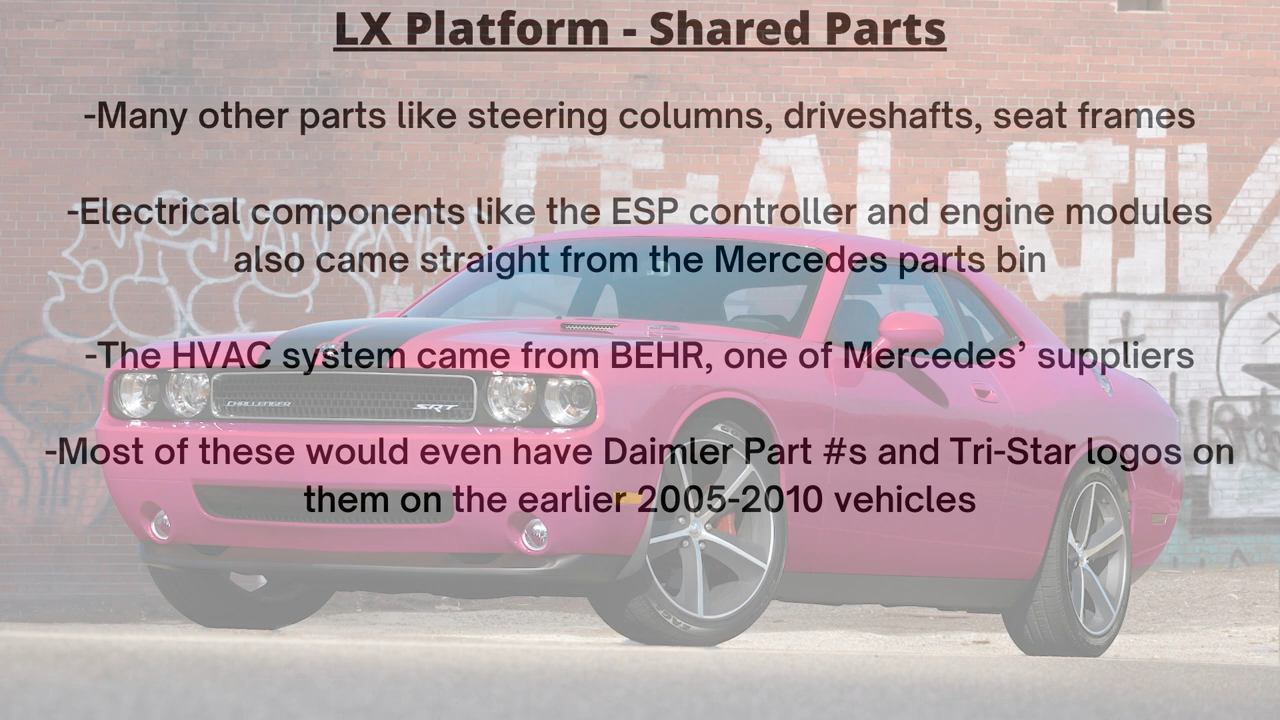 LX Platform - Shared Parts
-Many other parts like steering columns, driveshafts, seat frames
-Electrical components like the ESP controller and engine modules
also came straight from the Mercedes parts bin
-The HVAC system came from BEHR, one of Mercedes’ suppliers
CHALLENGER
SRT
-Most of these would even have Daimler Part #s and Tri-Star logos on
them on the earlier 2005-2010 vehicles